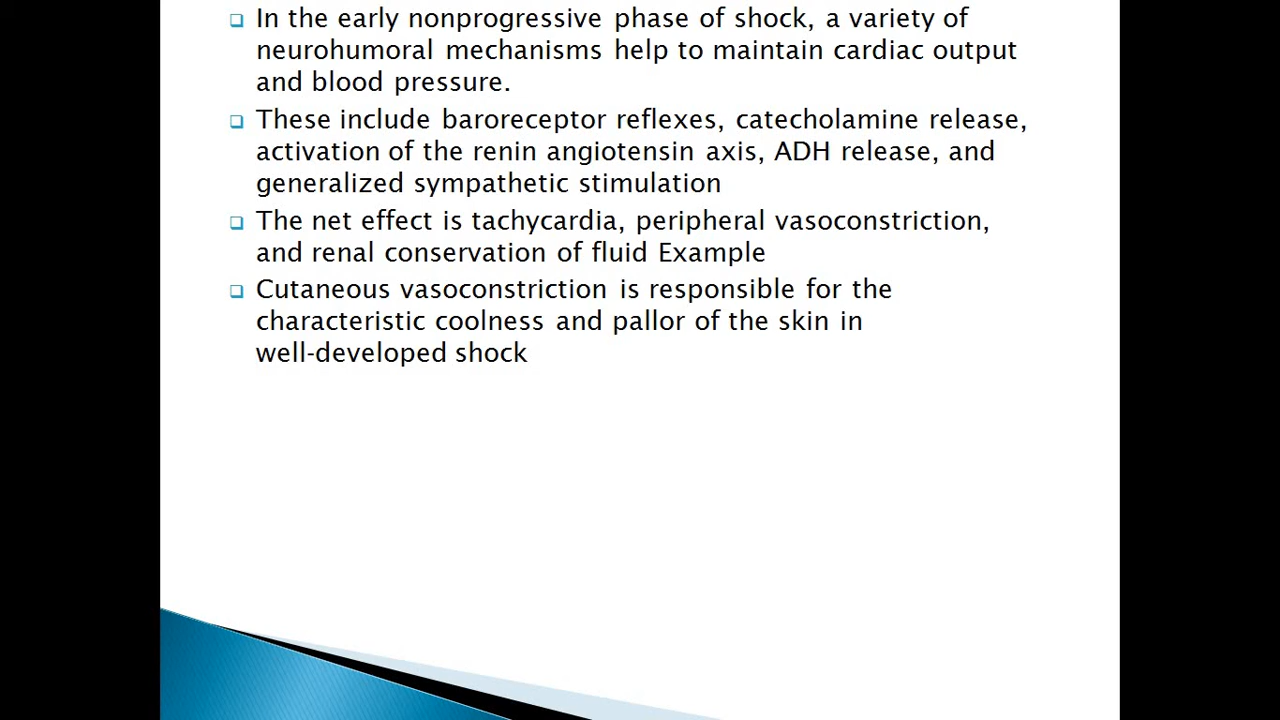 In the early nonprogressive phase of shock, a variety of
neurohumoral mechanisms help to maintain cardiac output
and blood pressure.
These include baroreceptor reflexes, catecholamine release,
activation of the renin angiotensin axis, ADH release, and
generalized sympathetic stimulation
The net effect is tachycardia, peripheral vasoconstriction,
and renal conservation of fluid Example
Cutaneous vasoconstriction is responsible for the
characteristic coolness and pallor of the skin in
well-developed shock